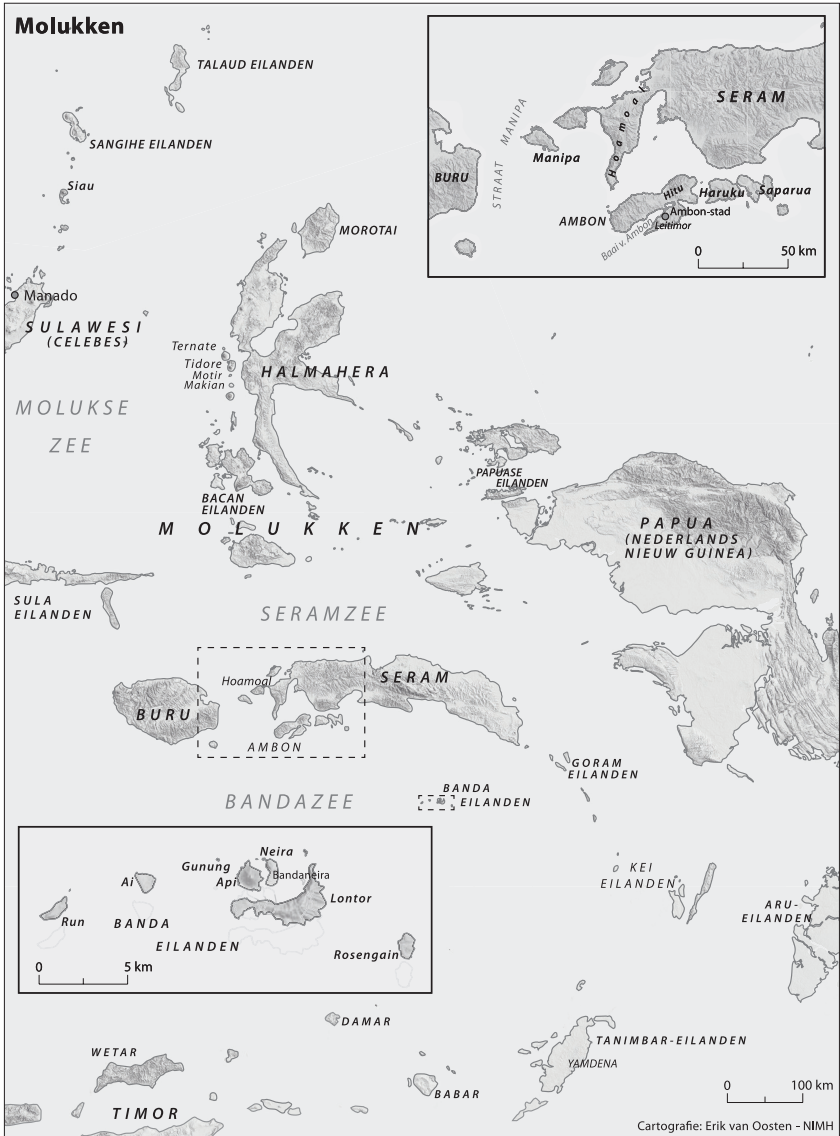 Molukken
TALAUD EILANDEN
SANGIHE EILANDEN
Siau
MOROTAI
Manado
SULAWESI
(CELEBES)
Ternate
Tidore
Motir
Makian
HALMAHERA
MOLUKSE
ZEE
PAPUASE
EILANDEN
BACAN
EILANDEN
MOLUKKEN
PAPUA
(NEDERLANDS
NIEUW GUINEA)
SULA
EILANDEN
SERAMZEE
Hoamoal
SERAM
BURU
AMBON
GORAM
EILANDEN
BANDA
EILANDEN
BANDAZEE
KEI
EILANDEN
ARU-
EILANDEN
DAMAR
WETAR
TANIMBAR-EILANDEN
YAMDENA
BABAR
TIMOR
0 100 km
Cartografie: Erik van Oosten - NIMH
SERAM
Hoamoal
STRAAT MANIPA
Manipa
BURU
Hitu
Haruku
Saparua
AMBON
Ambon-stad
Leitimor
Baai v. Ambon
0 50 km
Neira
Gunung
Api
Bandaneira
Ai
Lontor
Run
BANDA
EILANDEN
Rosengain
0 5 km